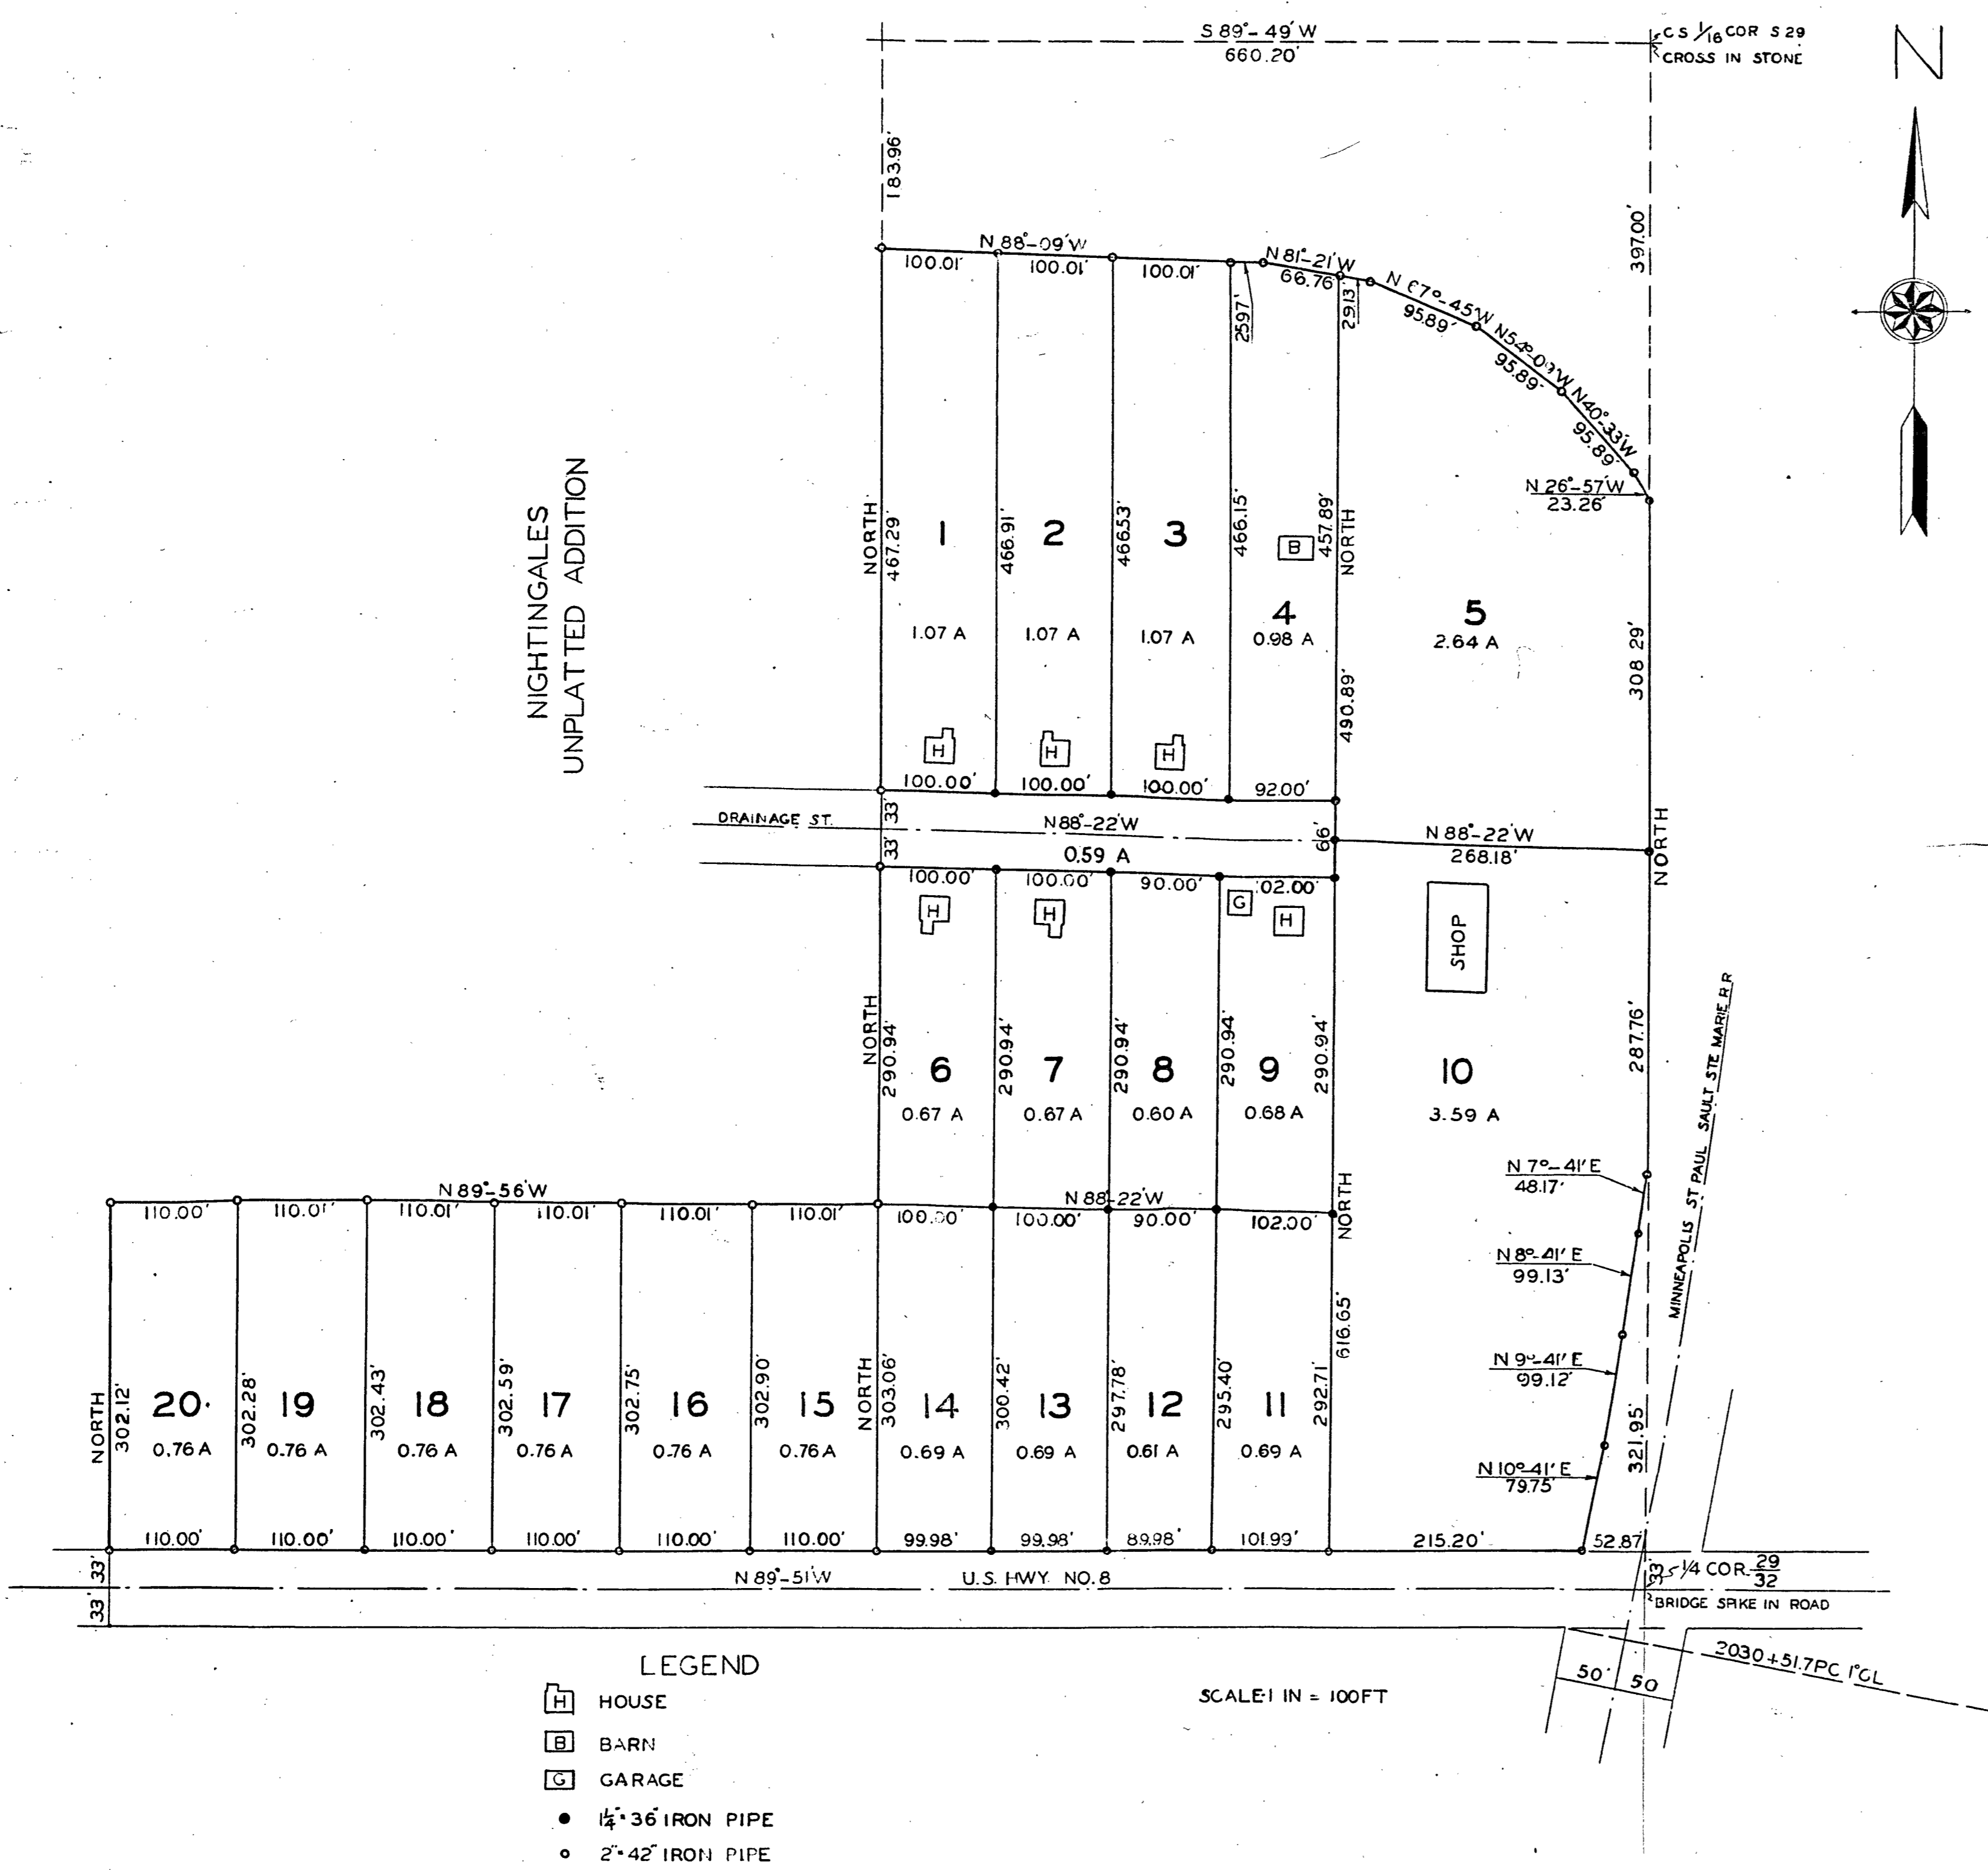 S 89°-49' W
660.20'
CS 1/16 COR S 29
CROSS IN STONE
N
183.96'
397.00'
N 88°-09' W
100.01'
100.01'
100.01'
25.97'
N 81°-21' W
66.76'
29.13'
N 67°-45' W
95.89'
N 54°-09' W
95.89'
N 40°-33' W
95.89'
N 26°-57' W
23.26'
NIGHTINGALES
UNPLATTED ADDITION
NORTH
467.29'
1
1.07 A
466.91'
2
1.07 A
466.53'
3
1.07 A
466.15'
B
4
0.98 A
457.89'
NORTH
490.89'
5
2.64 A
308 29'
H
H
H
100.00'
100.00'
100.00'
92.00'
DRAINAGE ST.
33'
33'
N 88°-22' W
0.59 A
66'
N 88°-22' W
268.18'
NORTH
100.00'
100.00'
90.00'
102.00'
H
H
G
H
SHOP
NORTH
290.94'
6
0.67 A
290.94'
7
0.67 A
290.94'
8
0.60 A
290.94'
9
0.68 A
290.94'
10
3.59 A
287.76'
MINNEAPOLIS ST PAUL SAULT STE MARIE R R
N 7°-41' E
48.17'
N 8°-41' E
99.13'
N 9°-41' E
99.12'
N 10°-41' E
79.75'
321.95'
N 89°-56' W
110.00'
110.01'
110.01'
110.01'
110.01'
110.01'
N 88°-22' W
100.00'
100.00'
90.00'
102.00'
NORTH
616.65'
NORTH
302.12'
20
0.76 A
302.28'
19
0.76 A
302.43'
18
0.76 A
302.59'
17
0.76 A
302.75'
16
0.76 A
302.90'
15
0.76 A
NORTH
303.06'
14
0.69 A
300.42'
13
0.69 A
297.78'
12
0.61 A
295.40'
11
0.69 A
292.71'
110.00'
110.00'
110.00'
110.00'
110.00'
110.00'
99.98'
99.98'
89.98'
101.99'
215.20'
52.87'
33'
33'
N 89°-51' W
U.S. HWY. NO. 8
33'
1/4 COR. 29/32
BRIDGE SPIKE IN ROAD
50'
50
2030+51.7 PC 1° CL
LEGEND
H HOUSE
B BARN
G GARAGE
1 1/4" x 36" IRON PIPE
2" x 42" IRON PIPE
SCALE: 1 IN = 100 FT